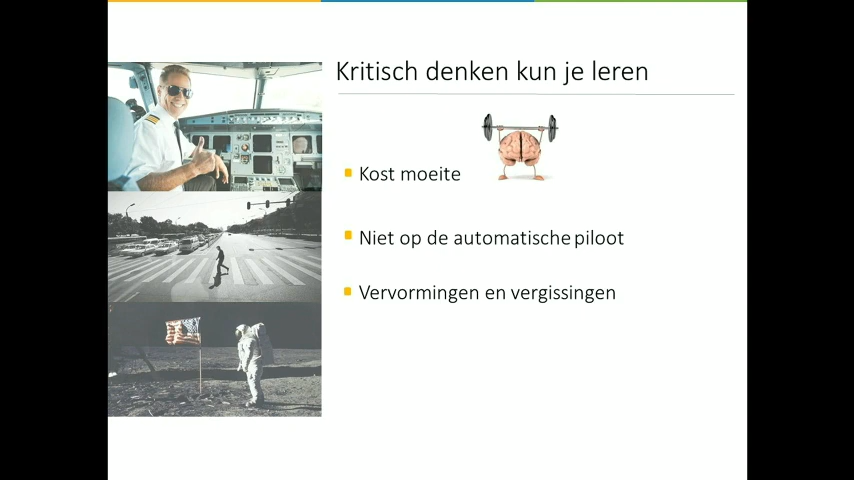 Kritisch denken kun je leren
Kost moeite
Niet op de automatische piloot
Vervormingen en vergissingen